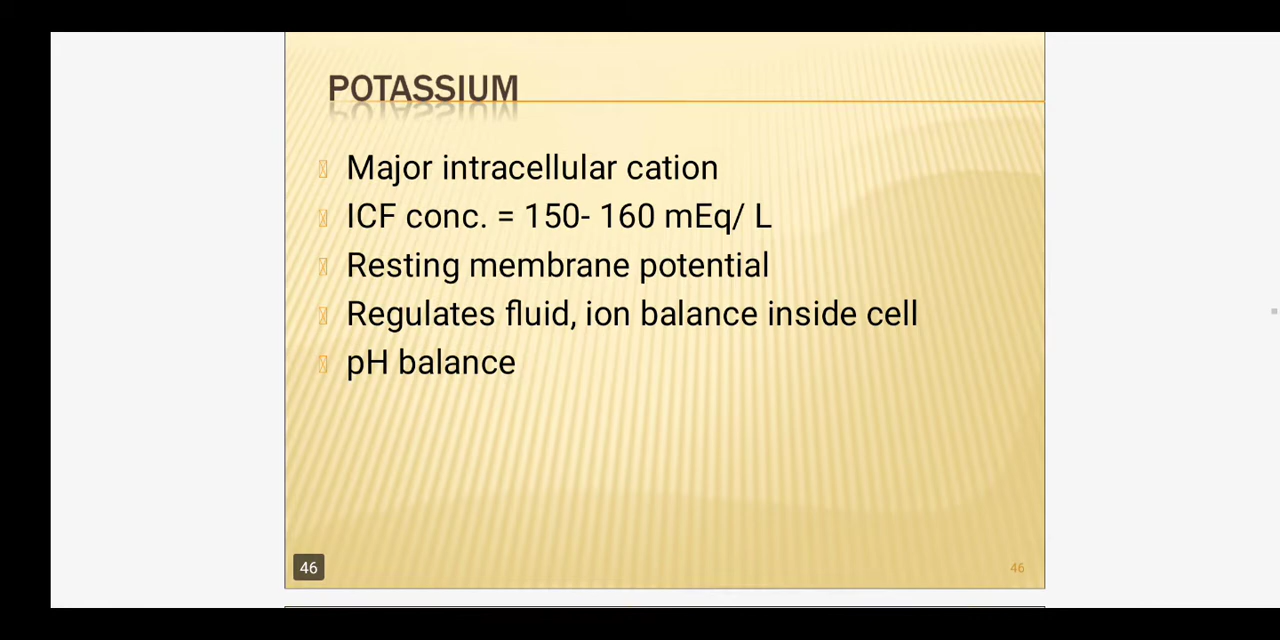 POTASSIUM
Major intracellular cation
ICF conc. = 150- 160 mEq/ L
Resting membrane potential
Regulates fluid, ion balance inside cell
pH balance
46
46